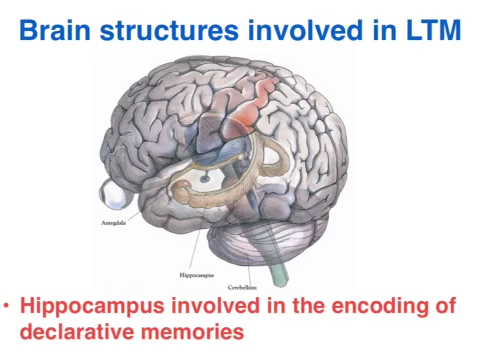 Brain structures involved in LTM
Amygdala
Hippocampus
Cerebellum
• Hippocampus involved in the encoding of
declarative memories